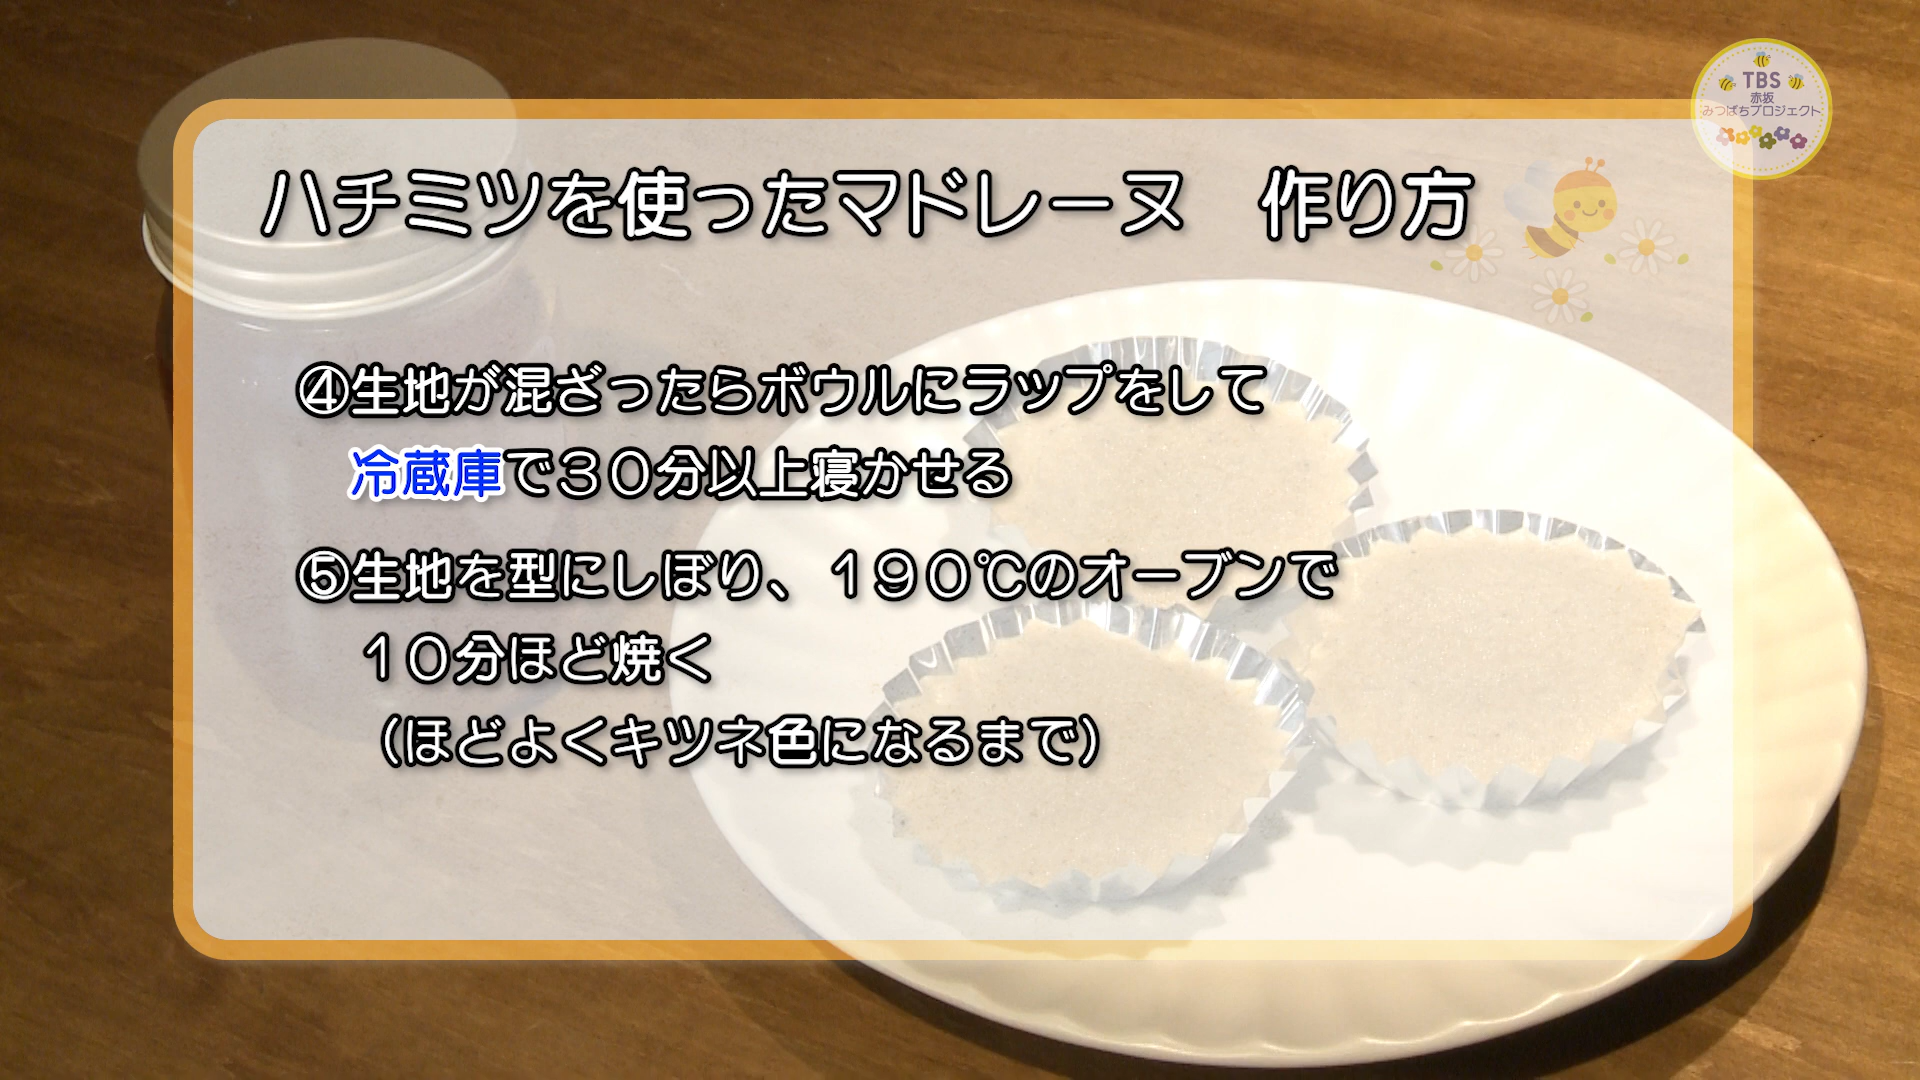 TBS
赤坂
みつばちプロジェクト
ハチミツを使ったマドレーヌ　作り方
④生地が混ざったらボウルにラップをして
冷蔵庫で３０分以上寝かせる
⑤生地を型にしぼり、１９０℃のオーブンで
１０分ほど焼く
（ほどよくキツネ色になるまで）